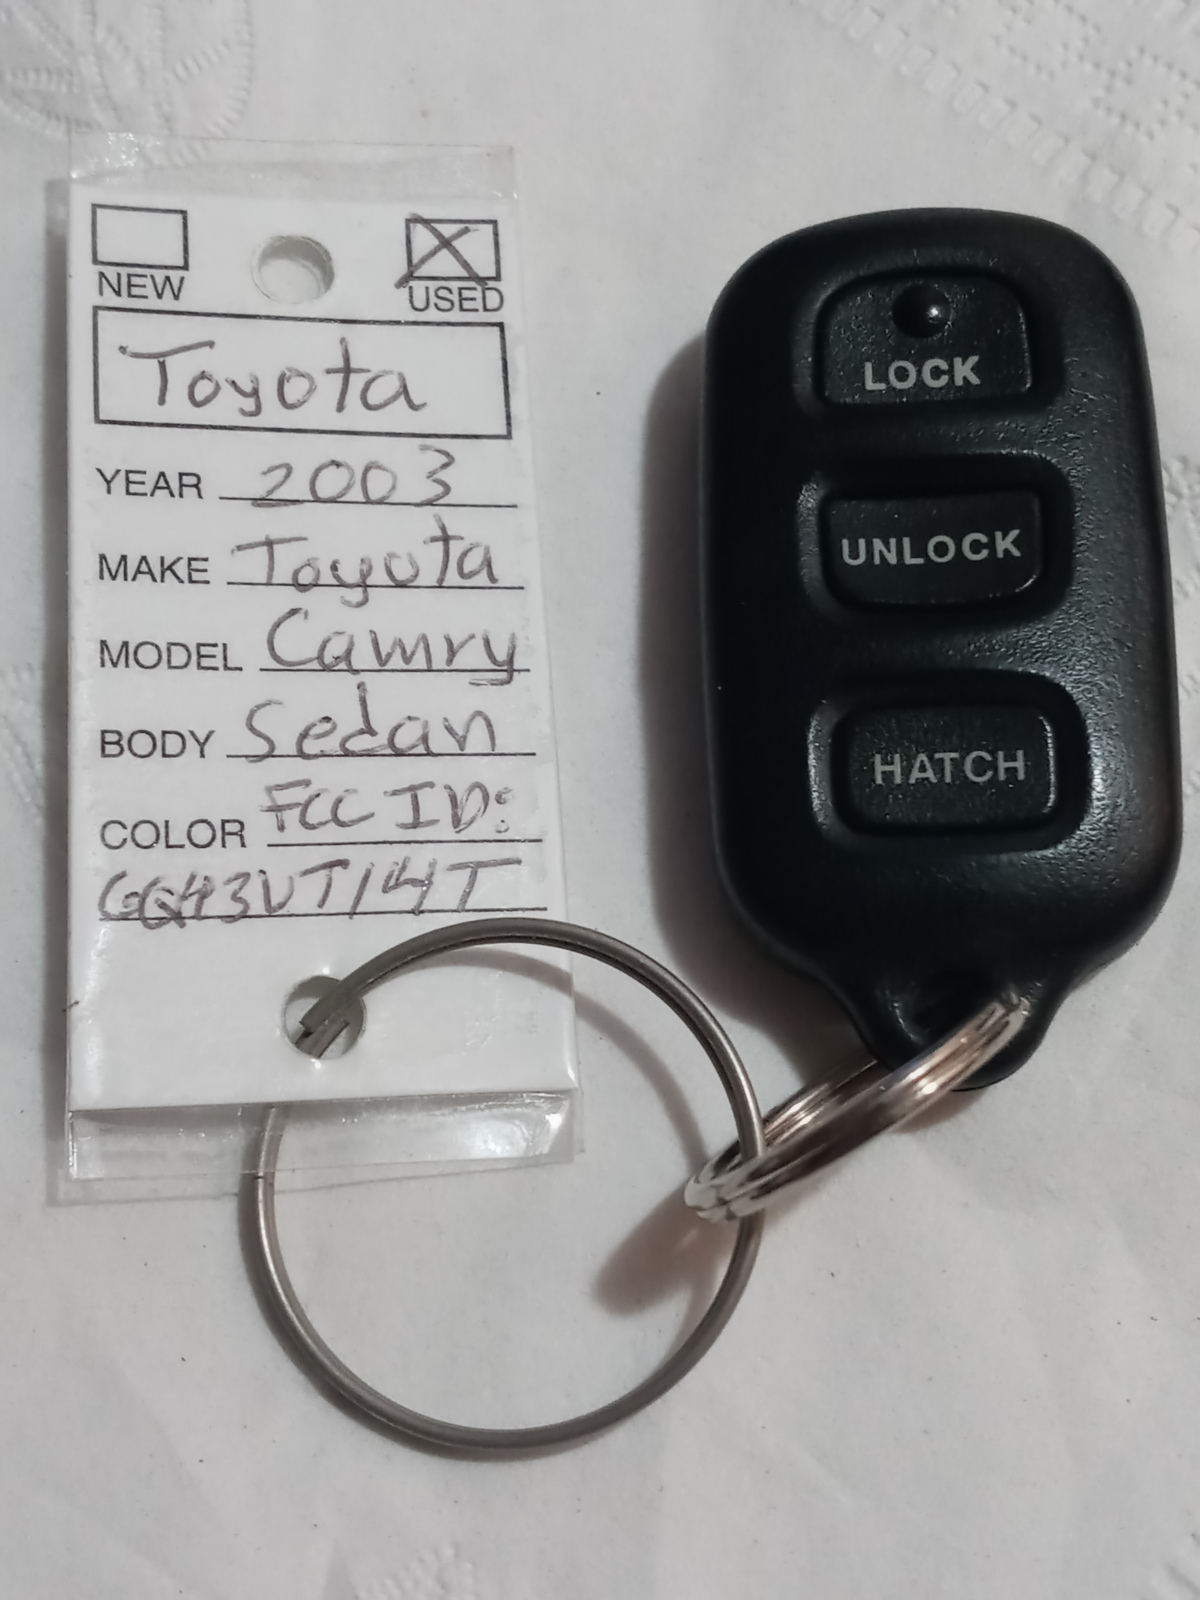 NEW USED
Toyota
YEAR 2003
MAKE Toyota
MODEL Camry
BODY Sedan
COLOR FCC ID:
GQ43VT14T
LOCK
UNLOCK
HATCH